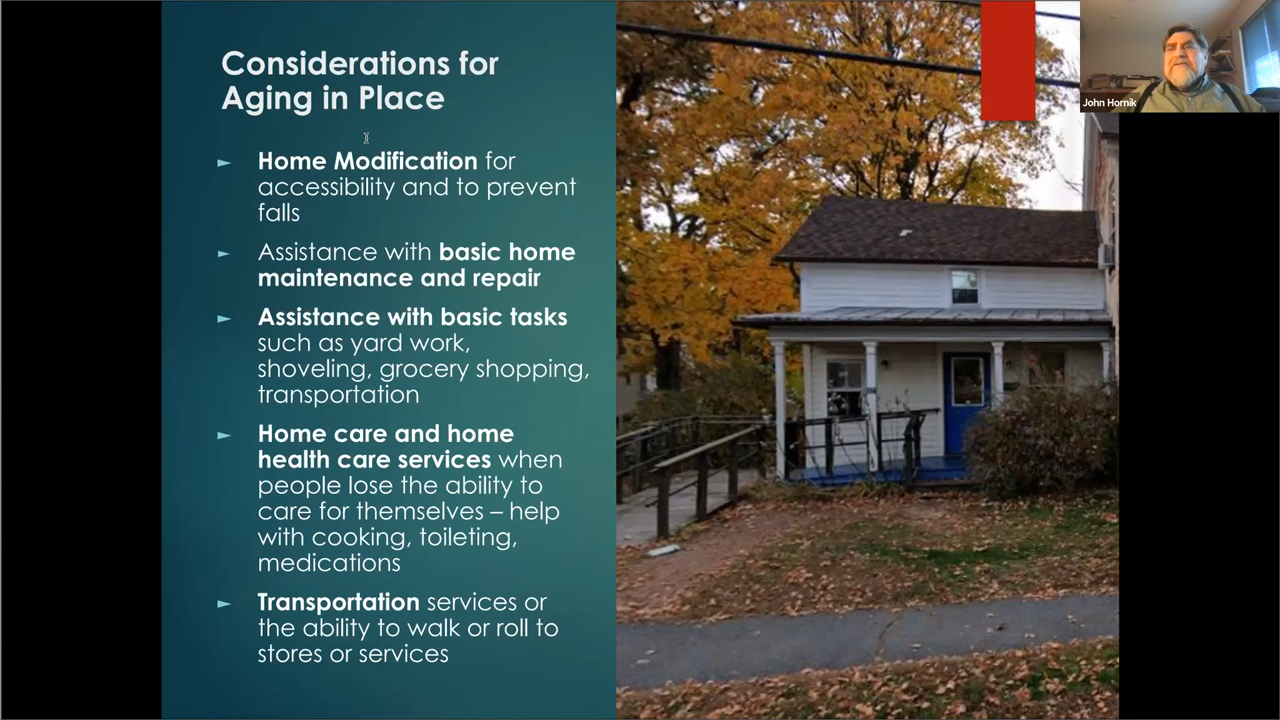 Considerations for
Aging in Place
► Home Modification for
accessibility and to prevent
falls
► Assistance with basic home
maintenance and repair
► Assistance with basic tasks
such as yard work,
shoveling, grocery shopping,
transportation
► Home care and home
health care services when
people lose the ability to
care for themselves – help
with cooking, toileting,
medications
► Transportation services or
the ability to walk or roll to
stores or services
John Hornik